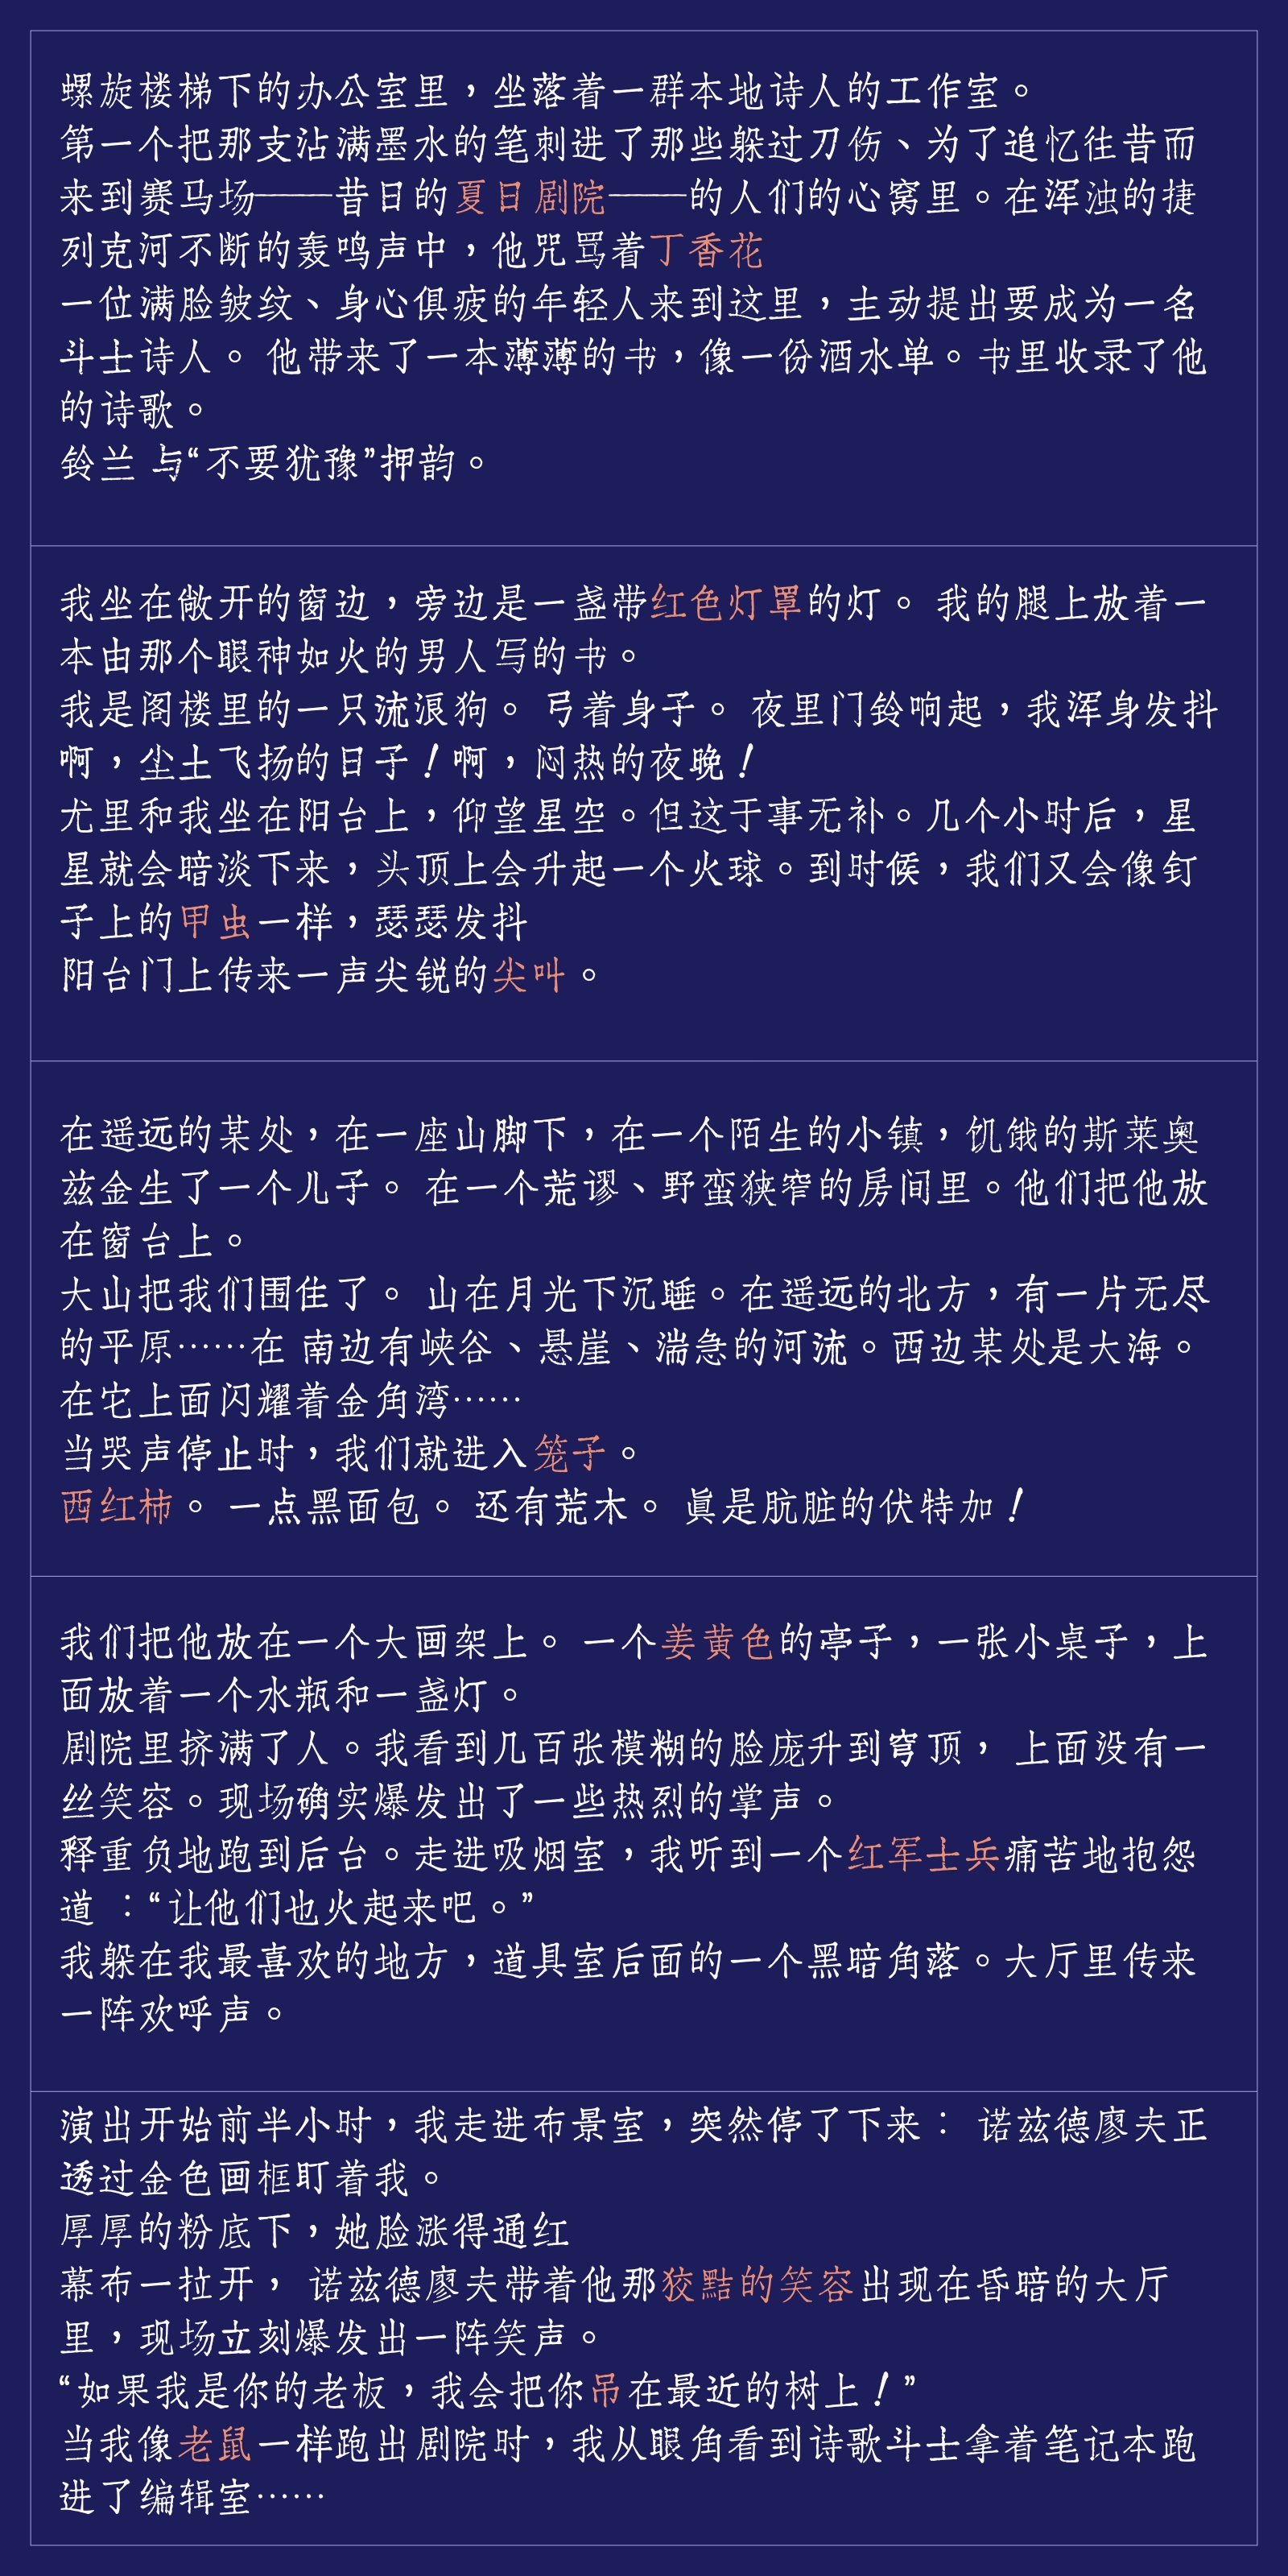 螺旋楼梯下的办公室里，坐落着一群本地诗人的工作室。
第一个把那支沾满墨水的笔刺进了那些躲过刀伤、为了追忆往昔而
来到赛马场——昔日的夏日剧院——的人们的心窝里。在浑浊的捷
列克河不断的轰鸣声中，他咒骂着丁香花
一位满脸皱纹、身心俱疲的年轻人来到这里，主动提出要成为一名
斗士诗人。 他带来了一本薄薄的书，像一份酒水单。书里收录了他
的诗歌。
铃兰 与“不要犹豫”押韵。
我坐在敞开的窗边，旁边是一盏带红色灯罩的灯。 我的腿上放着一
本由那个眼神如火的男人写的书。
我是阁楼里的一只流浪狗。 弓着身子。 夜里门铃响起，我浑身发抖
啊，尘土飞扬的日子！啊，闷热的夜晚！
尤里和我坐在阳台上，仰望星空。但这于事无补。几个小时后，星
星就会暗淡下来，头顶上会升起一个火球。到时候，我们又会像钉
子上的甲虫一样，瑟瑟发抖
阳台门上传来一声尖锐的尖叫。
在遥远的某处，在一座山脚下，在一个陌生的小镇，饥饿的斯莱奥
兹金生了一个儿子。 在一个荒谬、野蛮狭窄的房间里。他们把他放
在窗台上。
大山把我们围住了。 山在月光下沉睡。在遥远的北方，有一片无尽
的平原……在 南边有峡谷、悬崖、湍急的河流。西边某处是大海。
在它上面闪耀着金角湾……
当哭声停止时，我们就进入笼子。
西红柿。 一点黑面包。 还有荒木。 真是肮脏的伏特加！
我们把他放在一个大画架上。 一个姜黄色的亭子，一张小桌子，上
面放着一个水瓶和一盏灯。
剧院里挤满了人。我看到几百张模糊的脸庞升到穹顶， 上面没有一
丝笑容。现场确实爆发出了一些热烈的掌声。
释重负地跑到后台。走进吸烟室，我听到一个红军士兵痛苦地抱怨
道 ：“让他们也火起来吧。”
我躲在我最喜欢的地方，道具室后面的一个黑暗角落。大厅里传来
一阵欢呼声。
演出开始前半小时，我走进布景室，突然停了下来： 诺兹德廖夫正
透过金色画框盯着我。
厚厚的粉底下，她脸涨得通红
幕布一拉开， 诺兹德廖夫带着他那狡黠的笑容出现在昏暗的大厅
里，现场立刻爆发出一阵笑声。
“如果我是你的老板，我会把你吊在最近的树上！”
当我像老鼠一样跑出剧院时，我从眼角看到诗歌斗士拿着笔记本跑
进了编辑室……